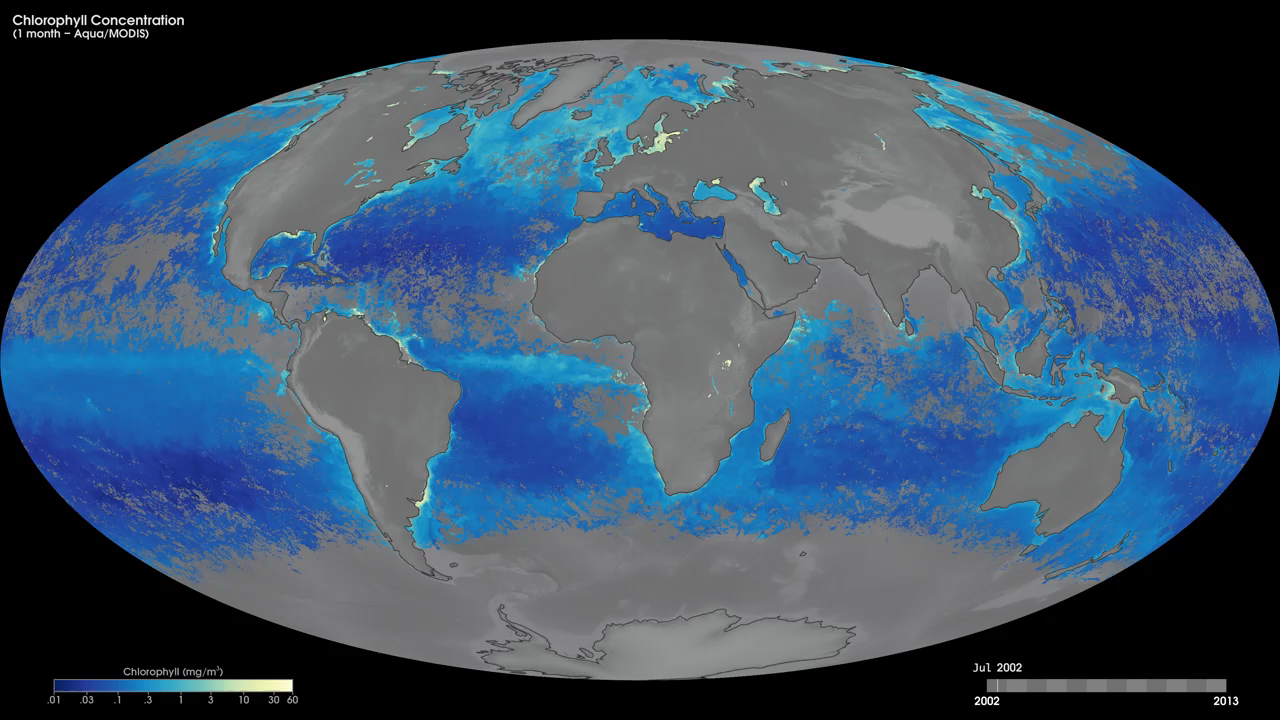 Chlorophyll Concentration
(1 month – Aqua/MODIS)
Chlorophyll (mg/m³)
.01 .03 .1 .3 1 3 10 30 60
Jul 2002
2002 2013